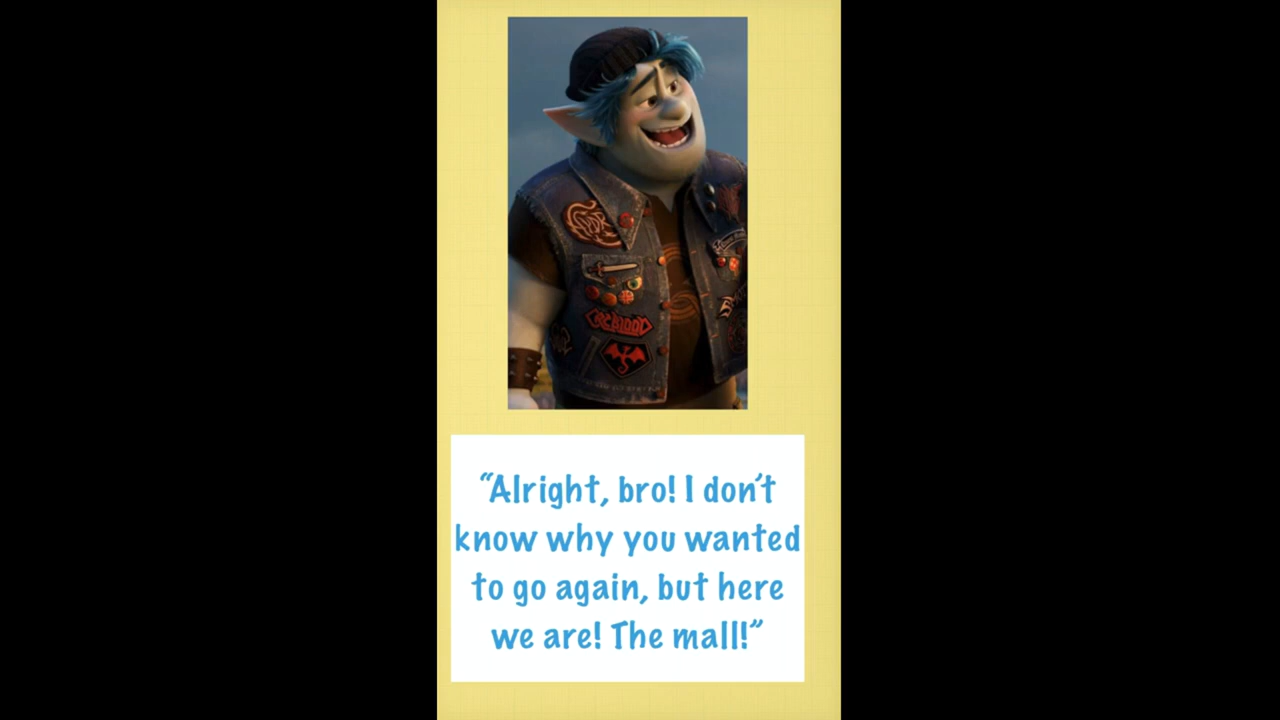 “Alright, bro! I don’t
know why you wanted
to go again, but here
we are! The mall!”